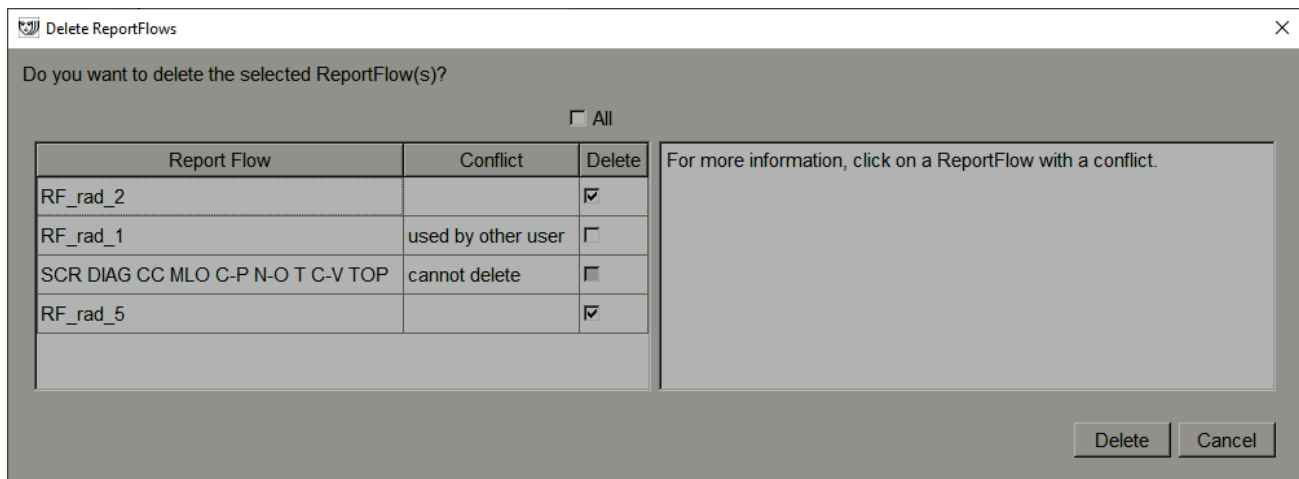 Delete ReportFlows
Do you want to delete the selected ReportFlow(s)?
All
Report Flow Conflict Delete
RF_rad_2
RF_rad_1 used by other user
SCR DIAG CC MLO C-P N-O T C-V TOP cannot delete
RF_rad_5
For more information, click on a ReportFlow with a conflict.
Delete Cancel